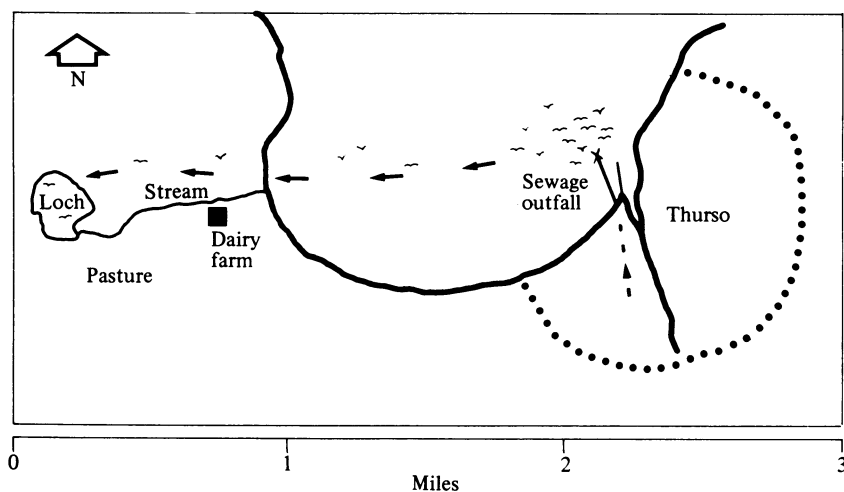 N
Loch
Stream
Dairy
farm
Pasture
Sewage
outfall
Thurso
0 1 2 3
Miles